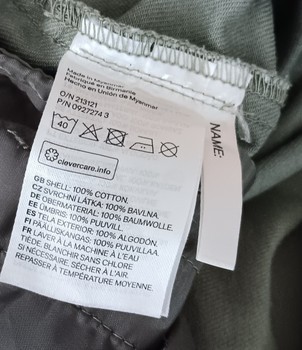 Made in Myanmar
Fabriqué en Birmanie
Hecho en Unión de Myanmar
O/N 213121
P/N 0927274 3
40
clevercare.info
GB SHELL: 100% COTTON.
CZ SVRCHNÍ LÁTKA: 100% BAVLNA.
DE OBERMATERIAL: 100% BAUMWOLLE.
EE ÜMBRIS: 100% PUUVILL.
ES TELA EXTERIOR: 100% ALGODÓN.
FI PÄÄLLISKANGAS: 100% PUUVILLAA.
FR LAVER À LA MACHINE À L'EAU
TIÈDE. BLANCHIR SANS CHLORE
SI NÉCESSAIRE. SÉCHER À L'AIR.
REPASSER À TEMPÉRATURE MOYENNE.
NAME: